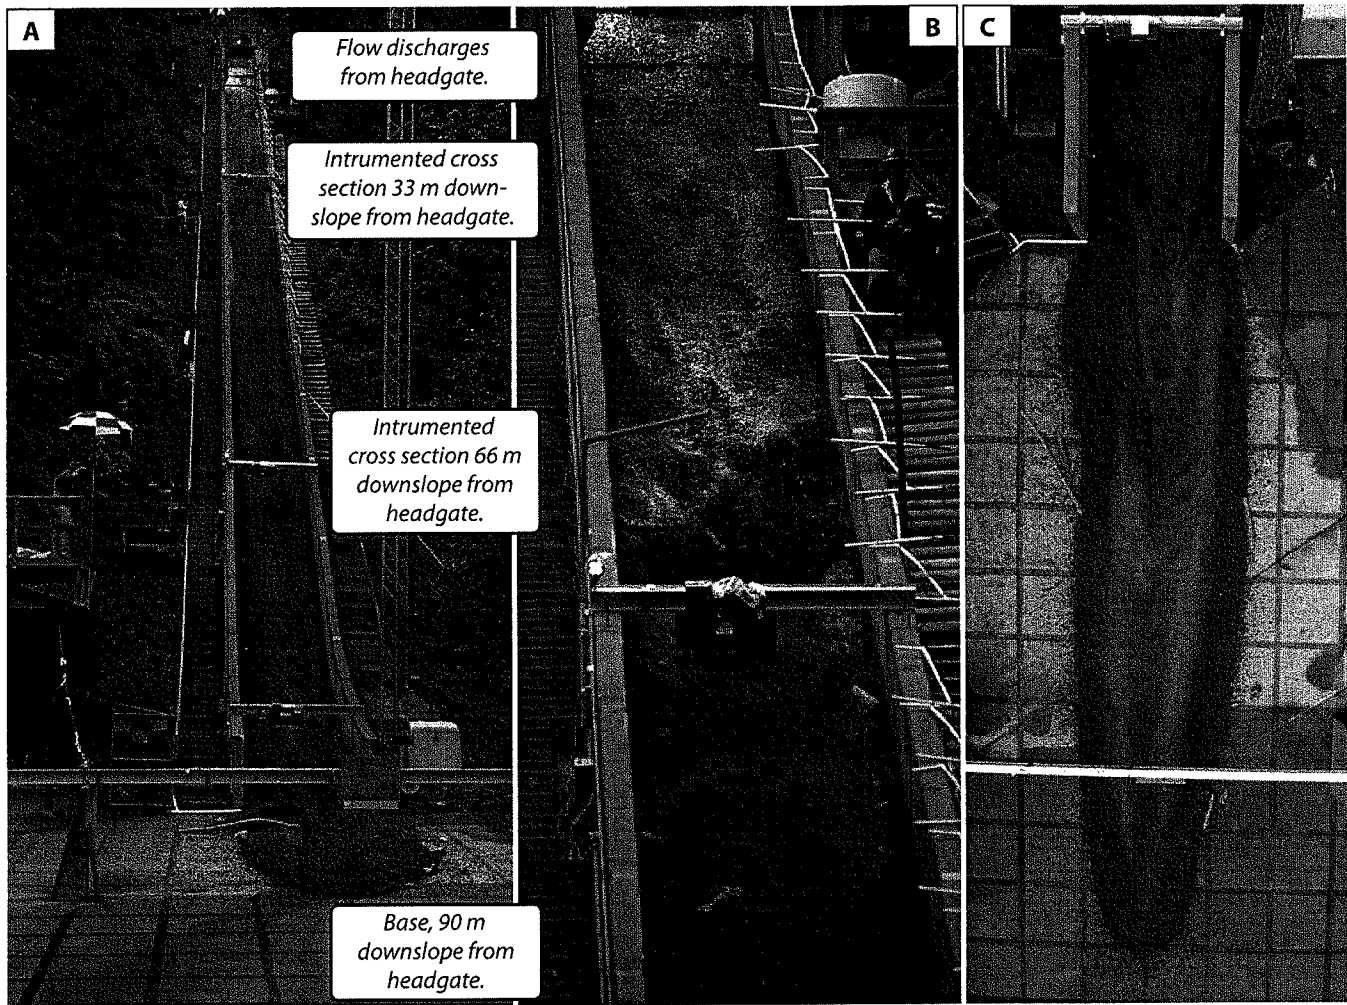 A
Flow discharges
from headgate.
Intrumented cross
section 33 m down-
slope from headgate.
Intrumented
cross section 66 m
downslope from
headgate.
Base, 90 m
downslope from
headgate.
B
C